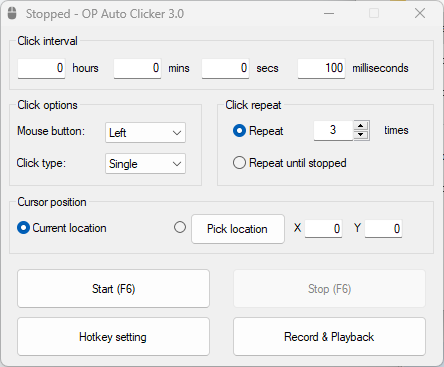 Stopped - OP Auto Clicker 3.0
Click interval
0 hours 0 mins 0 secs 100 milliseconds
Click options
Mouse button: Left
Click type: Single
Click repeat
Repeat 3 times
Repeat until stopped
Cursor position
Current location Pick location X 0 Y 0
Start (F6) Stop (F6)
Hotkey setting Record & Playback